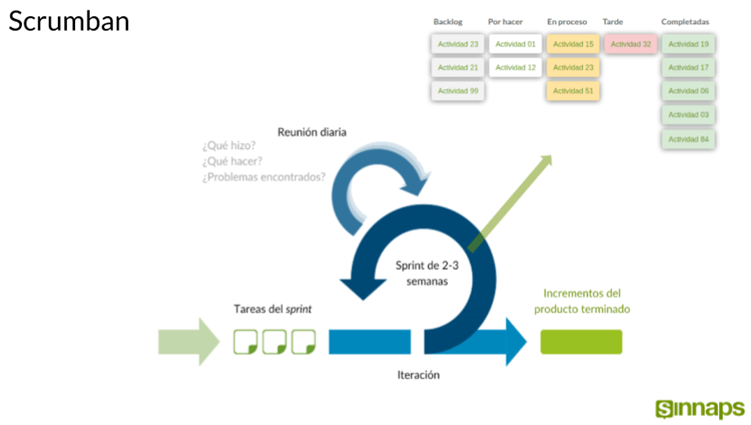 Scrumban
Backlog Por hacer En proceso Tarde Completadas
Actividad 23 Actividad 01 Actividad 15 Actividad 32 Actividad 19
Actividad 21 Actividad 12 Actividad 23 Actividad 17
Actividad 99 Actividad 51 Actividad 06
Actividad 03
Actividad 84
Reunión diaria
¿Qué hizo?
¿Qué hacer?
¿Problemas encontrados?
Sprint de 2-3
semanas
Tareas del sprint
Incrementos del
producto terminado
Iteración
sinnaps